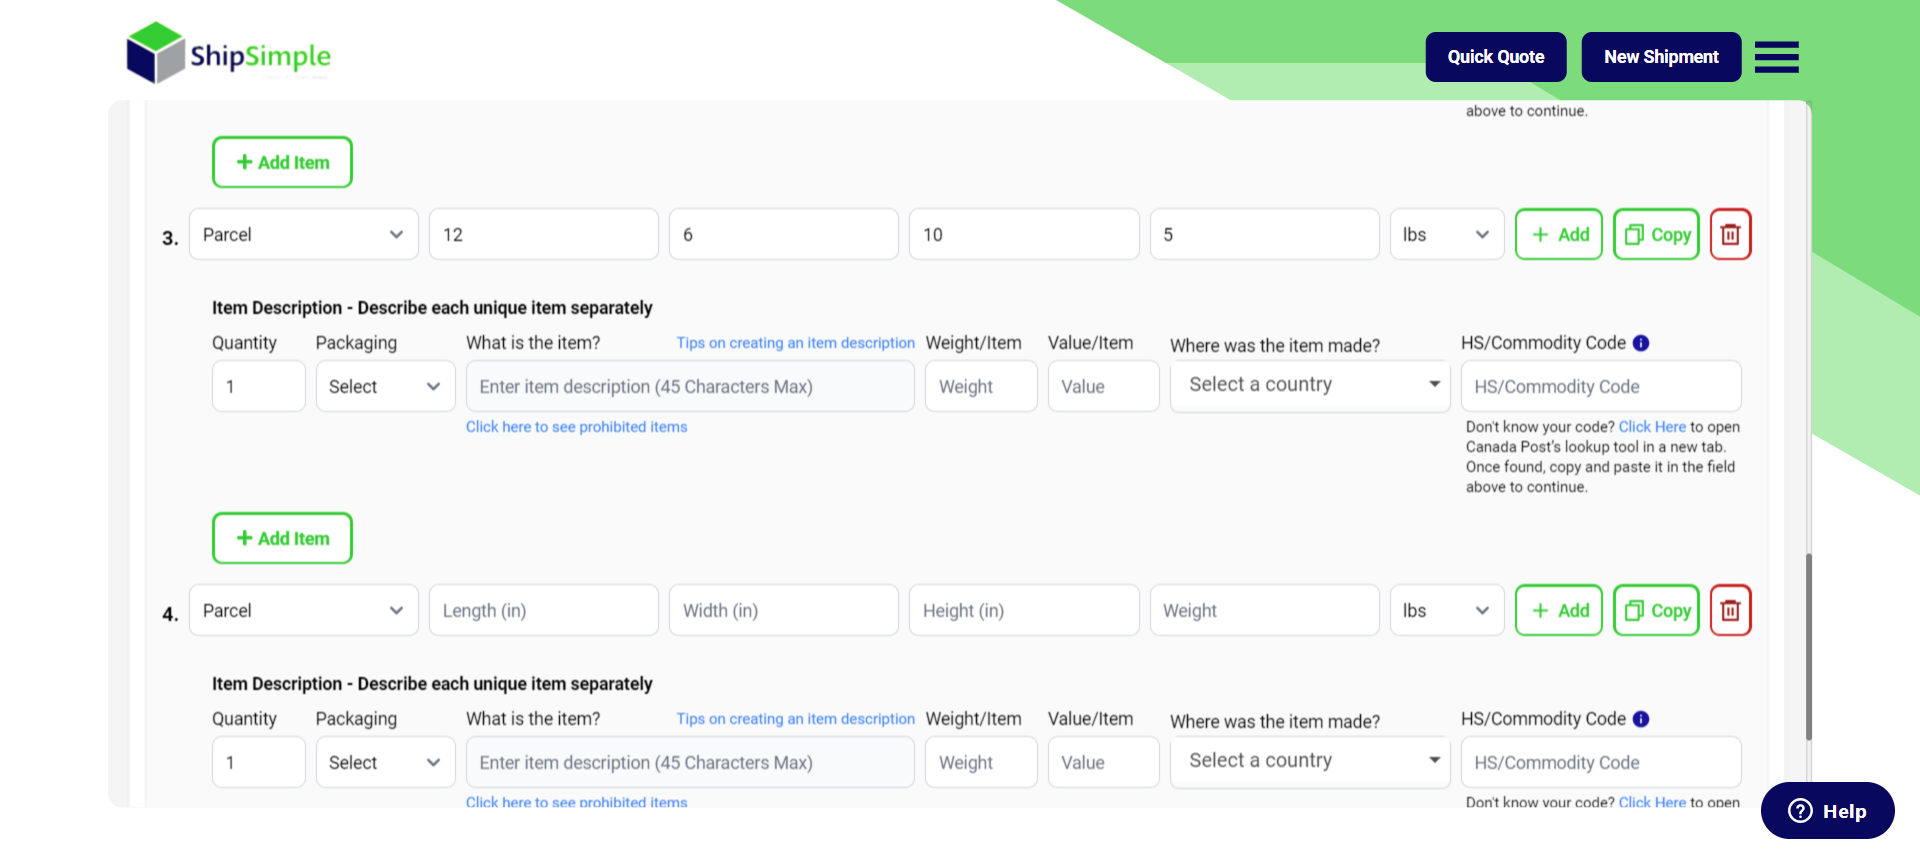 ShipSimple
Quick Quote
New Shipment
above to continue.
+ Add Item
3.
Parcel
12
6
10
5
lbs
+ Add
Copy
Item Description - Describe each unique item separately
Quantity
Packaging
What is the item?
Tips on creating an item description
Weight/Item
Value/Item
Where was the item made?
HS/Commodity Code
1
Select
Enter item description (45 Characters Max)
Weight
Value
Select a country
HS/Commodity Code
Click here to see prohibited items
Don't know your code? Click Here to open
Canada Post's lookup tool in a new tab.
Once found, copy and paste it in the field
above to continue.
+ Add Item
4.
Parcel
Length (in)
Width (in)
Height (in)
Weight
lbs
+ Add
Copy
Item Description - Describe each unique item separately
Quantity
Packaging
What is the item?
Tips on creating an item description
Weight/Item
Value/Item
Where was the item made?
HS/Commodity Code
1
Select
Enter item description (45 Characters Max)
Weight
Value
Select a country
HS/Commodity Code
Click here to see prohibited items
Don't know your code? Click Here to open
Help